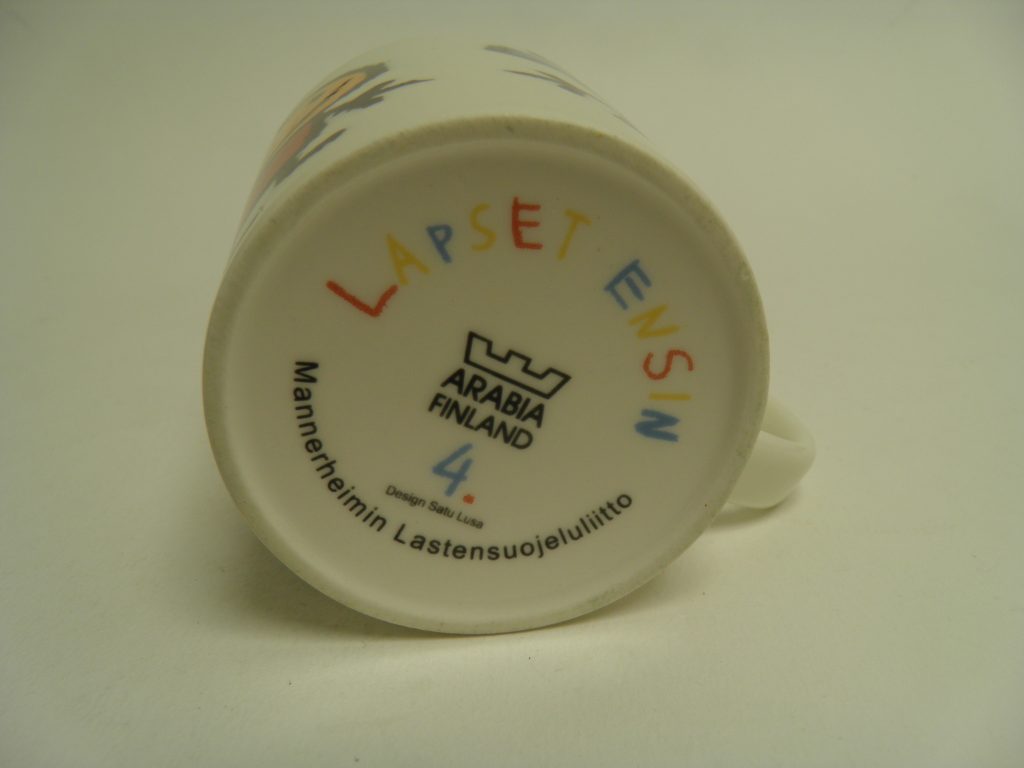 LAPSET ENSIN
ARABIA
FINLAND
4.
Design Satu Lusa
Mannerheimin Lastensuojeluliitto